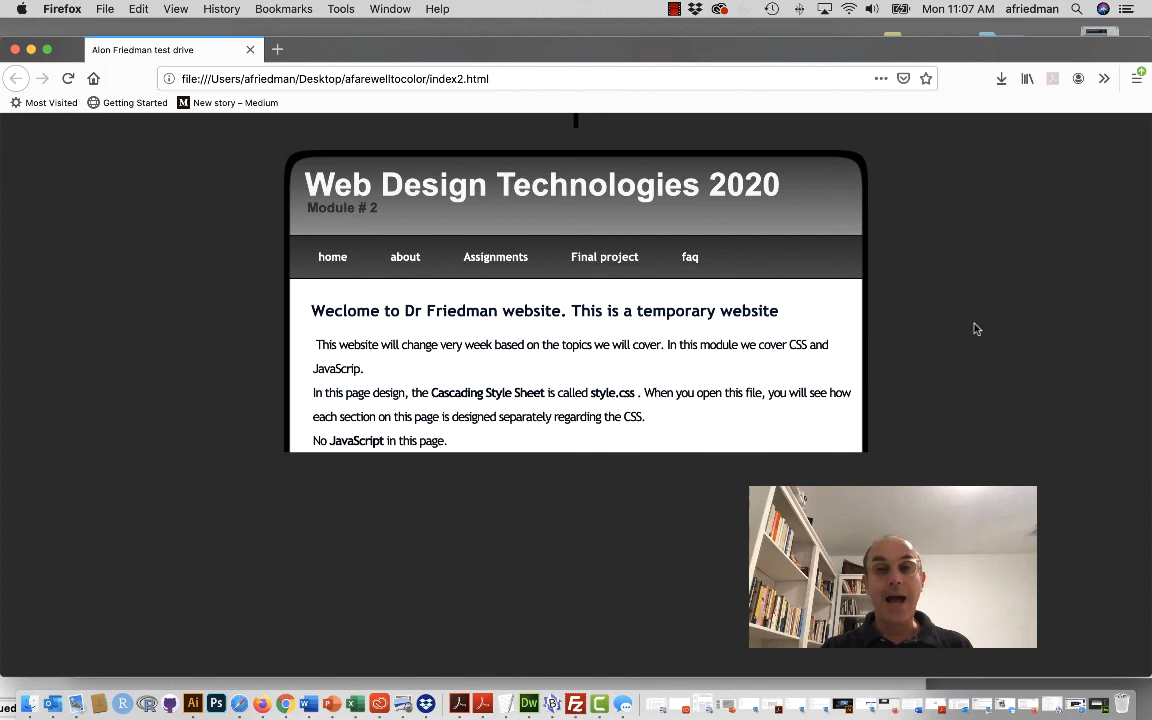 Firefox File Edit View History Bookmarks Tools Window Help Mon 11:07 AM afriedman
Alon Friedman test drive
file:///Users/afriedman/Desktop/afarewelltocolor/index2.html
Most Visited Getting Started M New story – Medium
Web Design Technologies 2020
Module # 2
home about Assignments Final project faq
Weclome to Dr Friedman website. This is a temporary website
This website will change very week based on the topics we will cover. In this module we cover CSS and
JavaScrip.
In this page design, the Cascading Style Sheet is called style.css . When you open this file, you will see how
each section on this page is designed separately regarding the CSS.
No JavaScript in this page.
ued
R R Ai Ps W P X Dw Fz C